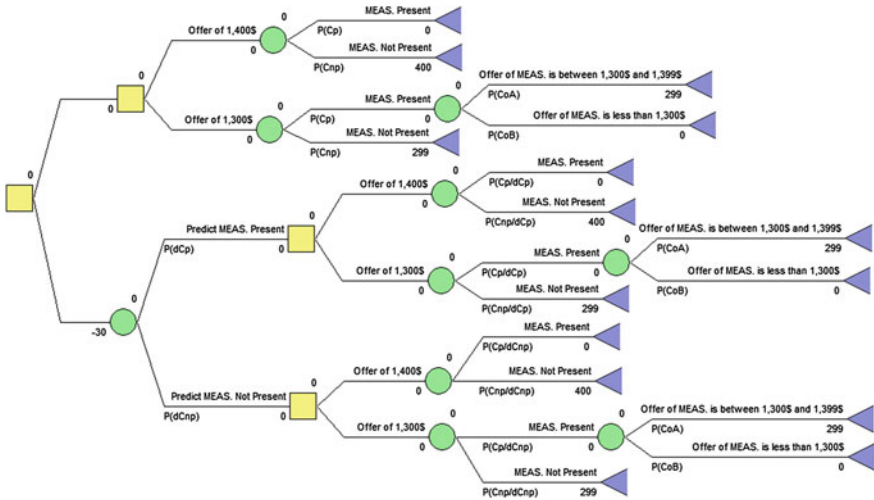 0
Offer of 1,400$
0
0
MEAS. Present
P(Cp)
0
MEAS. Not Present
P(Cnp)
400
0
0
Offer of 1,300$
0
0
MEAS. Present
P(Cp)
0
0
Offer of MEAS. is between 1,300$ and 1,399$
P(CoA)
299
Offer of MEAS. is less than 1,300$
P(CoB)
0
MEAS. Not Present
P(Cnp)
299
0
-30
0
Predict MEAS. Present
P(dCp)
0
0
Offer of 1,400$
0
0
MEAS. Present
P(Cp/dCp)
0
MEAS. Not Present
P(Cnp/dCp)
400
Offer of 1,300$
0
0
MEAS. Present
P(Cp/dCp)
0
0
Offer of MEAS. is between 1,300$ and 1,399$
P(CoA)
299
Offer of MEAS. is less than 1,300$
P(CoB)
0
MEAS. Not Present
P(Cnp/dCp)
299
Predict MEAS. Not Present
P(dCnp)
0
0
Offer of 1,400$
0
0
MEAS. Present
P(Cp/dCnp)
0
MEAS. Not Present
P(Cnp/dCnp)
400
Offer of 1,300$
0
0
MEAS. Present
P(Cp/dCnp)
0
0
Offer of MEAS. is between 1,300$ and 1,399$
P(CoA)
299
Offer of MEAS. is less than 1,300$
P(CoB)
0
MEAS. Not Present
P(Cnp/dCnp)
299